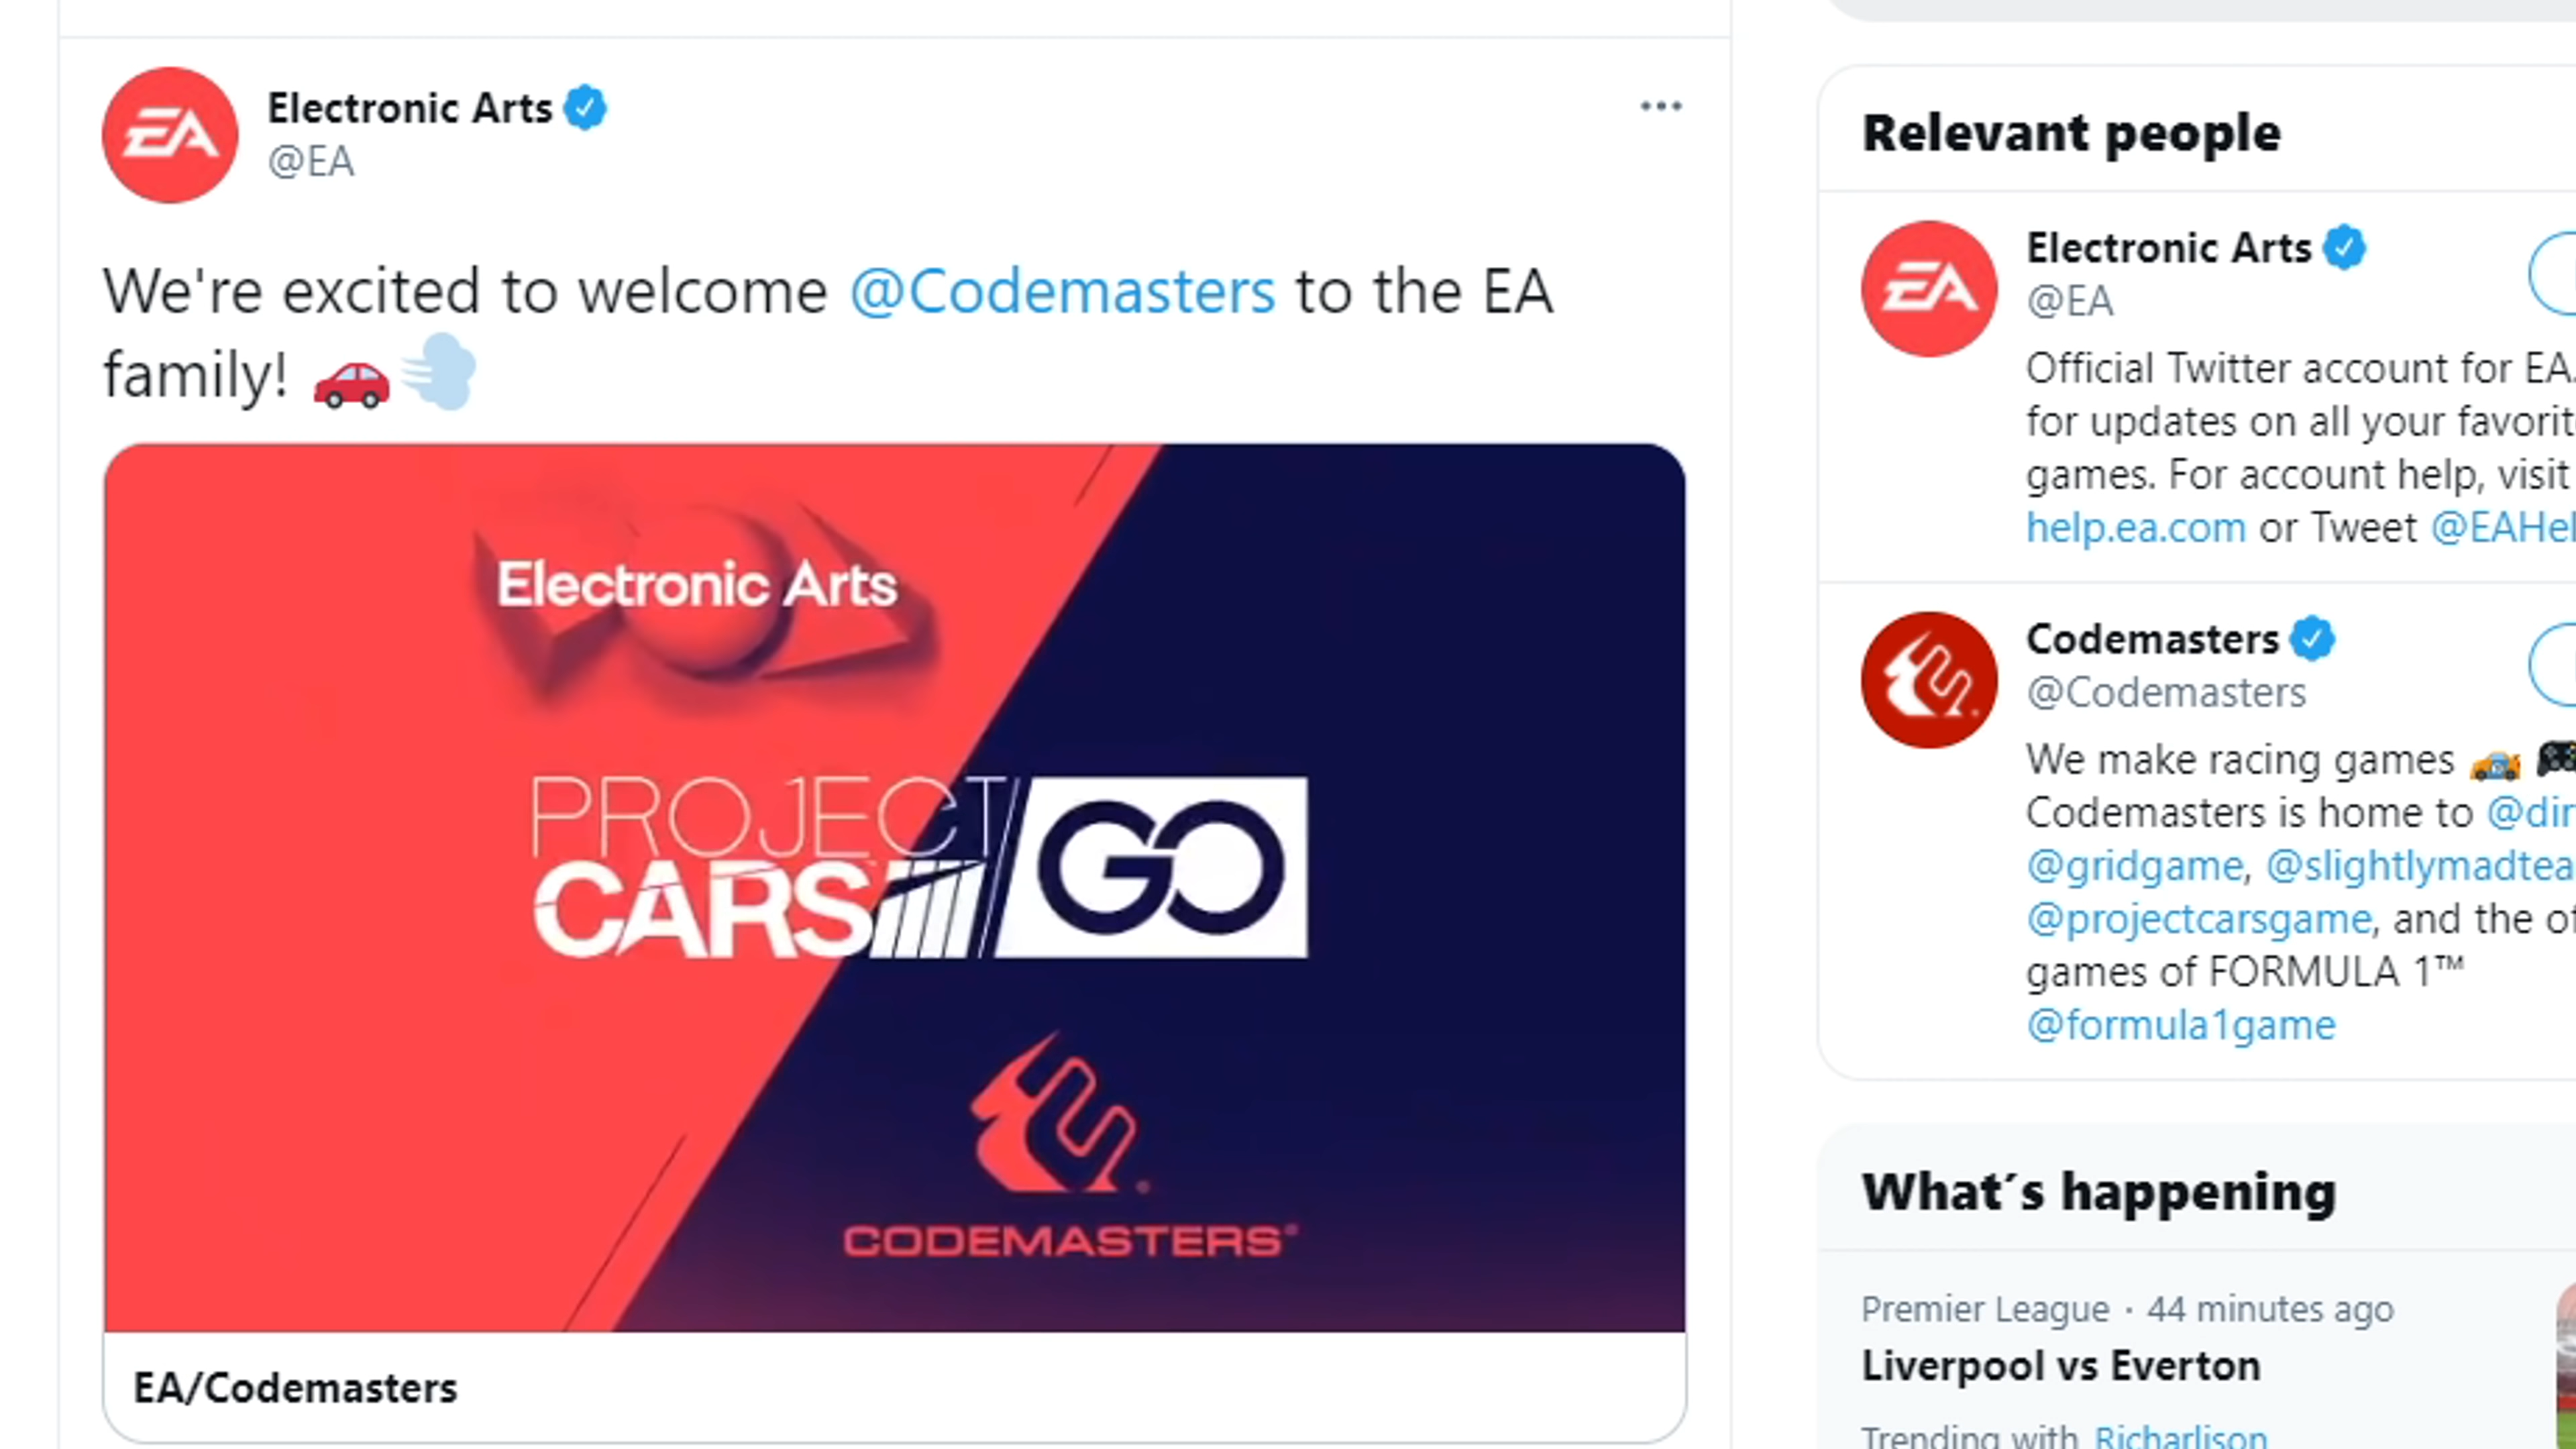 Electronic Arts
@EA
We're excited to welcome @Codemasters to the EA
family!
Electronic Arts
PROJECT
CARS GO
CODEMASTERS®
EA/Codemasters
Relevant people
EA
Electronic Arts
@EA
Official Twitter account for EA.
for updates on all your
games. For account help, visit
help.ea.com or Tweet
Codemasters
@Codemasters
We make racing games
Codemasters is home to
@gridgame,
@projectcarsgame, and the
games of FORMULA 1™
@formula1game
What´s happening
Premier League · 44 minutes ago
Liverpool vs Everton
Trending with Richarlison